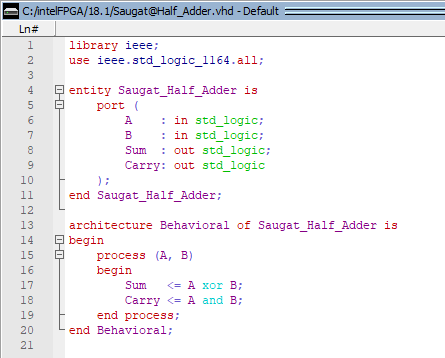 C:/intelFPGA/18.1/Saugat@Half_Adder.vhd - Default
Ln#
1 library ieee;
2 use ieee.std_logic_1164.all;
3
4 entity Saugat_Half_Adder is
5     port (
6         A    : in std_logic;
7         B    : in std_logic;
8         Sum  : out std_logic;
9         Carry: out std_logic
10     );
11 end Saugat_Half_Adder;
12
13 architecture Behavioral of Saugat_Half_Adder is
14 begin
15     process (A, B)
16     begin
17         Sum   <= A xor B;
18         Carry <= A and B;
19     end process;
20 end Behavioral;
21